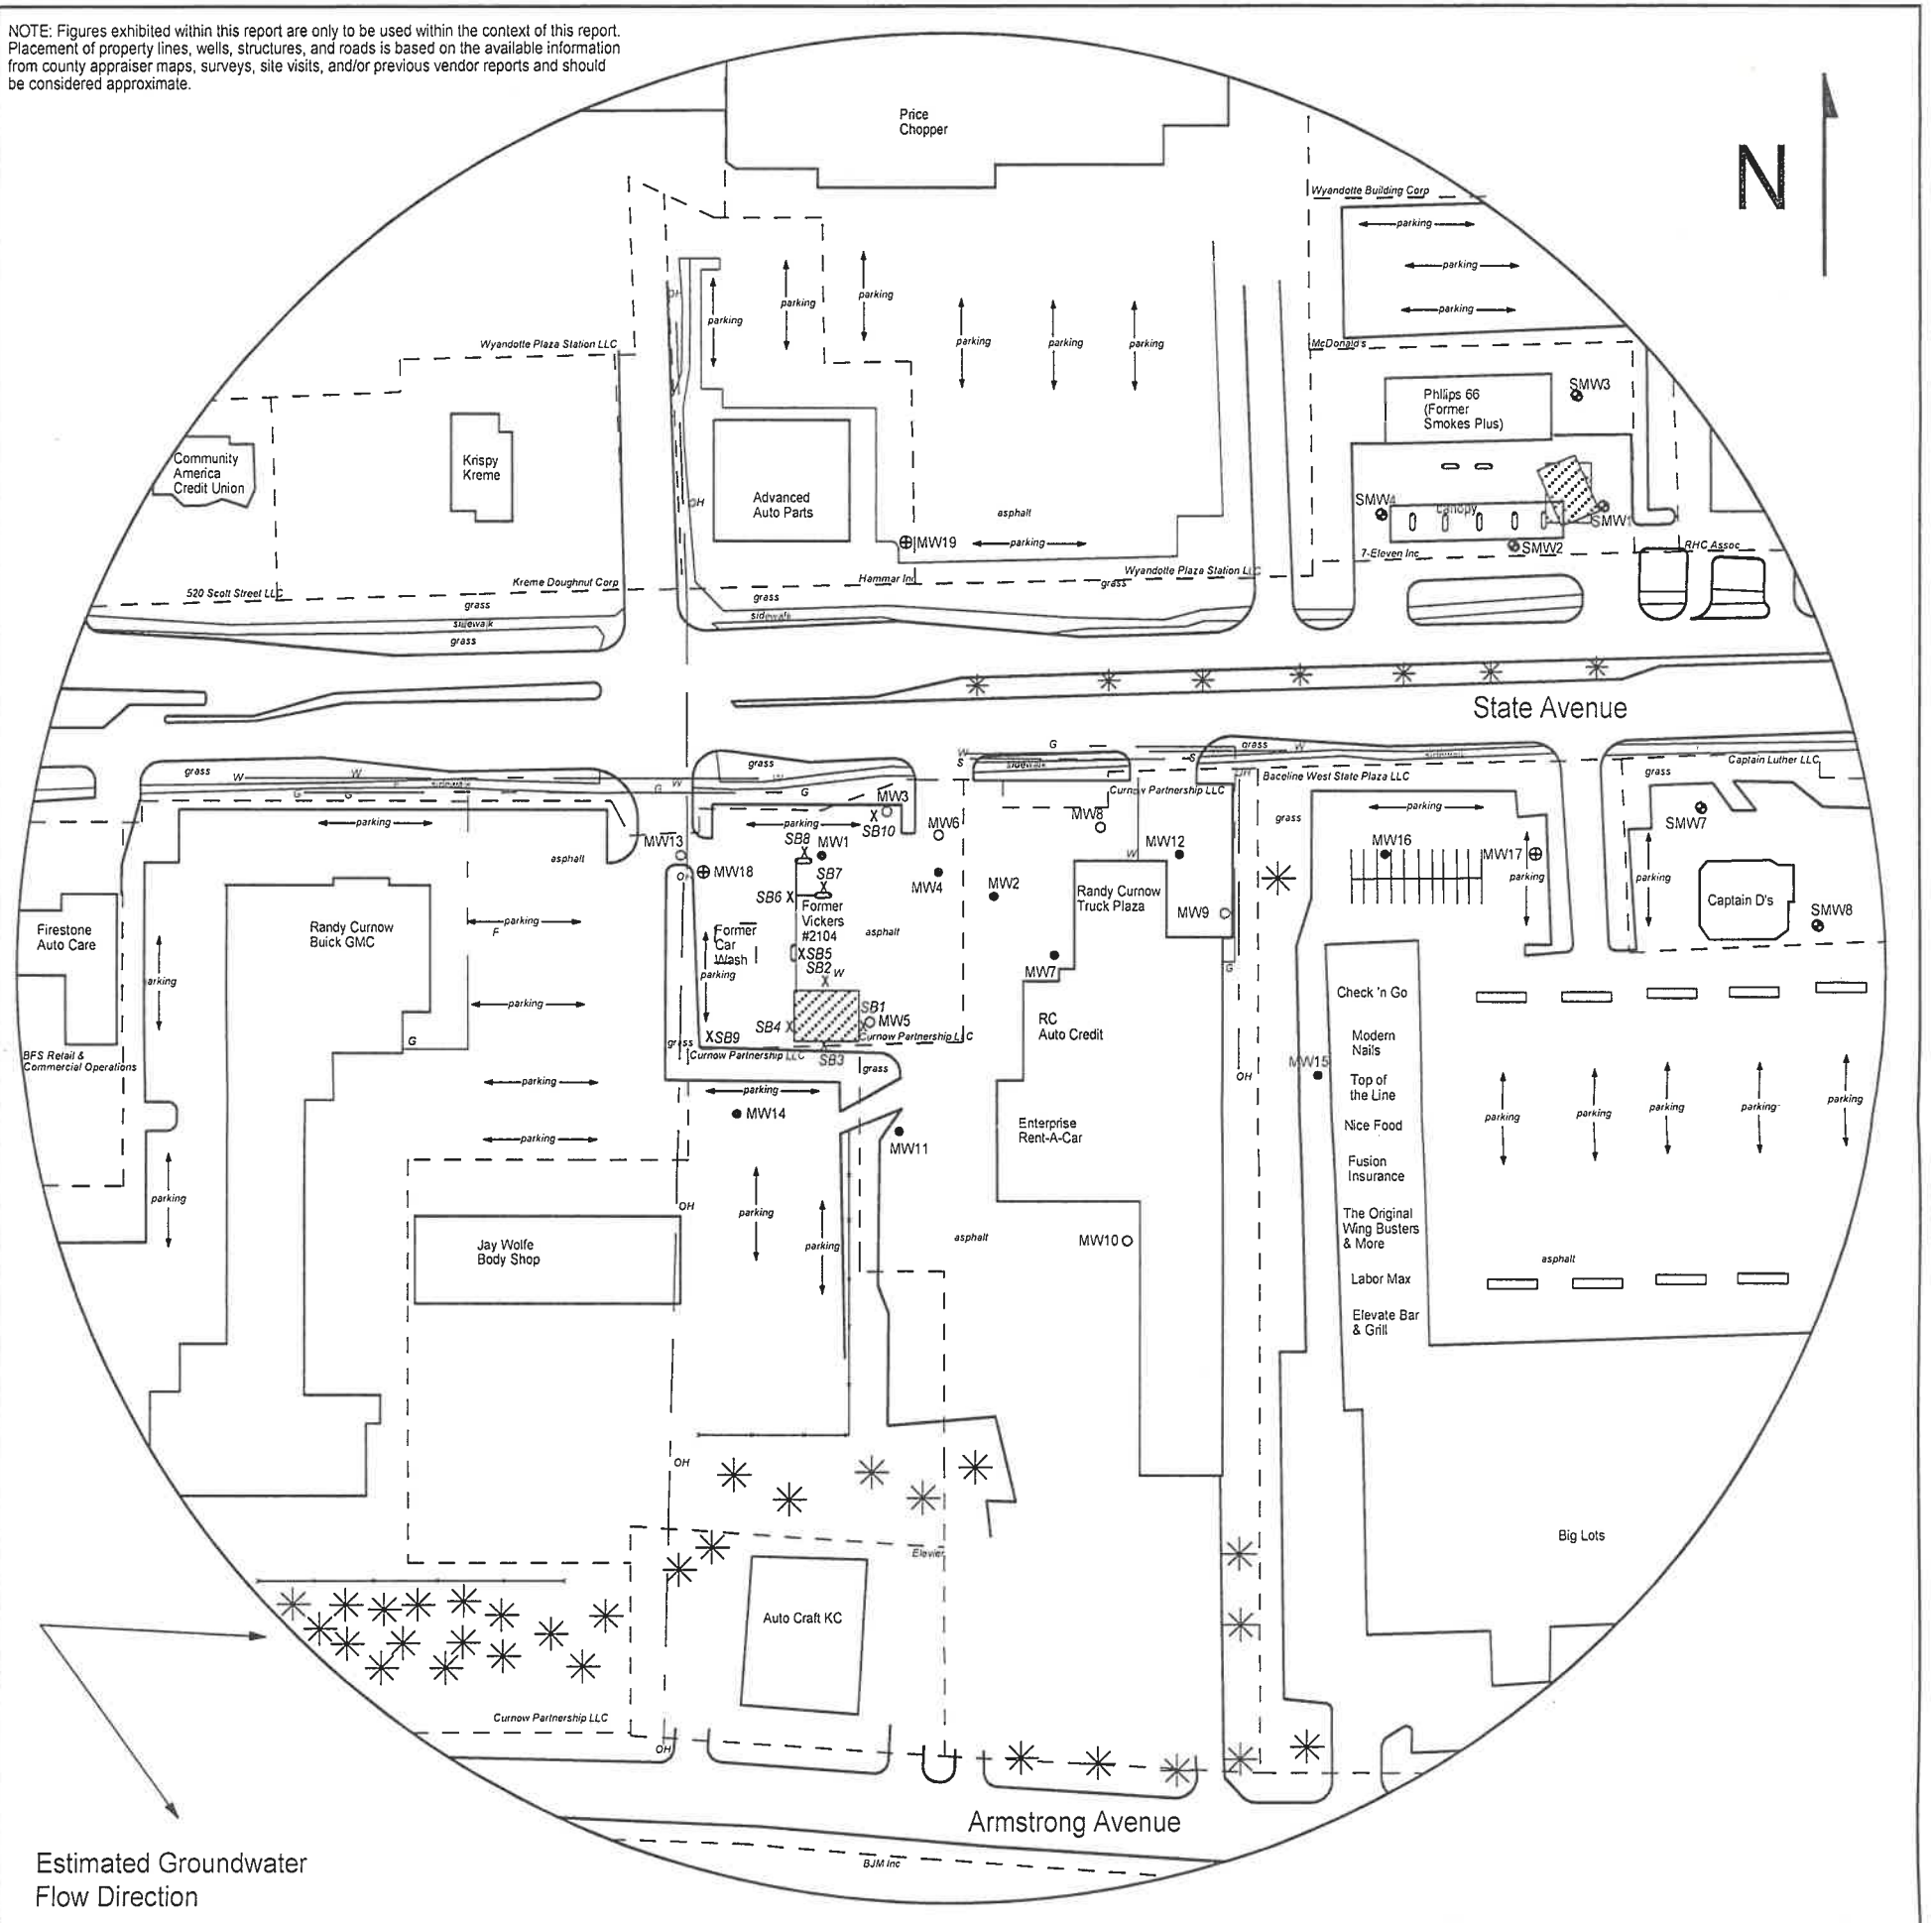 NOTE: Figures exhibited within this report are only to be used within the context of this report.
Placement of property lines, wells, structures, and roads is based on the available information
from county appraiser maps, surveys, site visits, and/or previous vendor reports and should
be considered approximate.
Price
Chopper
N
Wyandotte Building Corp
parking
parking
parking
parking
parking
parking
parking
parking
parking
OH
Wyandotte Plaza Station LLC
McDonald's
Phllips 66
(Former
Smokes Plus)
SMW3
Community
America
Credit Union
Krispy
Kreme
Advanced
Auto Parts
OH
asphalt
SMW4
canopy
SMW1
MW19
parking
SMW2
7-Eleven Inc
RHC Assoc
520 Scott Street LLC
Kreme Doughnut Corp
Hammar Inc
Wyandotte Plaza Station LLC
grass
grass
grass
sidewalk
sidewalk
grass
State Avenue
grass
W
W
G
G
sidewalk
G
W
grass
W
G
W
S
G
sidewalk
S
grass
W
sidewalk
Captain Luther LLC
OH
Baceline West State Plaza LLC
grass
Curnow Partnership LLC
parking
asphalt
MW13
parking
MW3
SB10
MW6
MW8
grass
parking
SMW7
SB8
MW1
MW12
W
MW16
MW17
MW18
SB7
MW4
MW2
SB6
Former
Vickers
#2104
Randy Curnow
Truck Plaza
MW9
parking
parking
Captain D's
SMW8
Firestone
Auto Care
Randy Curnow
Buick GMC
parking
F
Former
Car
Wash
asphalt
SB5
SB2
W
parking
MW7
G
arking
parking
Check 'n Go
SB1
MW5
SB4
SB9
RC
Auto Credit
Modern
Nails
G
grass
Curnow Partnership LLC
Curnow Partnership LLC
SB3
grass
BFS Retail &
Commercial Operations
MW15
OH
Top of
the Line
parking
parking
MW14
parking
parking
parking
parking
parking
Enterprise
Rent-A-Car
Nice Food
parking
MW11
Fusion
Insurance
parking
OH
parking
parking
The Original
Wing Busters
& More
Jay Wolfe
Body Shop
asphalt
MW10
asphalt
Labor Max
Elevate Bar
& Grill
OH
Big Lots
Elevier
Auto Craft KC
Curnow Partnership LLC
OH
Armstrong Avenue
BJM Inc
Estimated Groundwater
Flow Direction